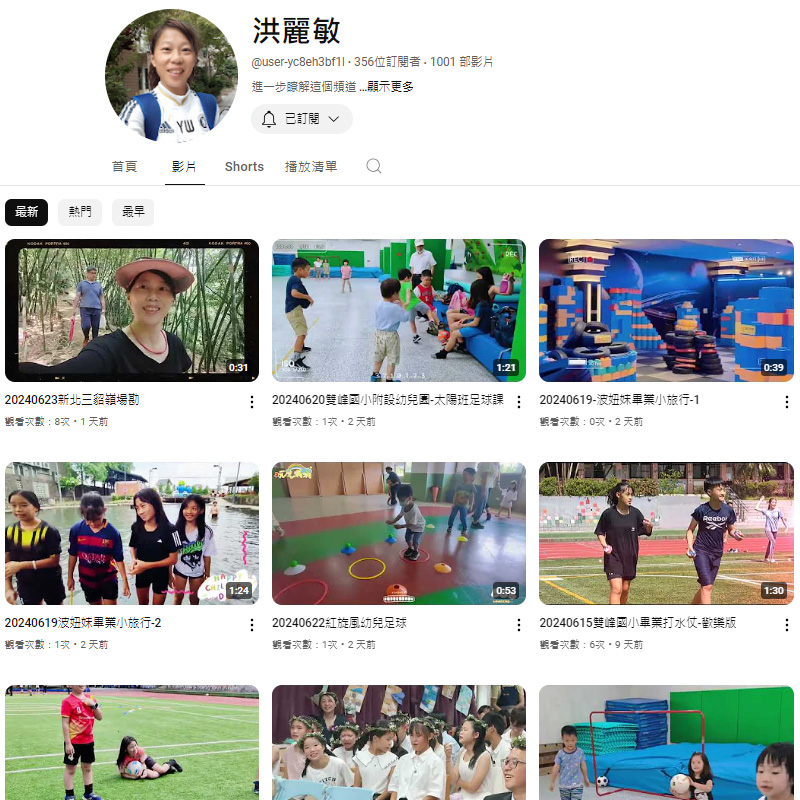 洪麗敏
@user-yc8eh3bf1l · 356位訂閱者 · 1001 部影片
進一步瞭解這個頻道 ...顯示更多
已訂閱
首頁 影片 Shorts 播放清單
最新 熱門 最早
0:31 1:21 0:39
20240623新北三貂嶺場勘
觀看次數：8次 · 1 天前
20240620雙峰國小附設幼兒園-太陽班足球課
觀看次數：1次 · 2 天前
20240619-波妞妹畢業小旅行-1
觀看次數：0次 · 2 天前
1:24 0:53 1:30
20240619波妞妹畢業小旅行-2
觀看次數：1次 · 2 天前
20240622紅旋風幼兒足球
觀看次數：1次 · 2 天前
20240615雙峰國小畢業打水仗-歡樂版
觀看次數：6次 · 9 天前